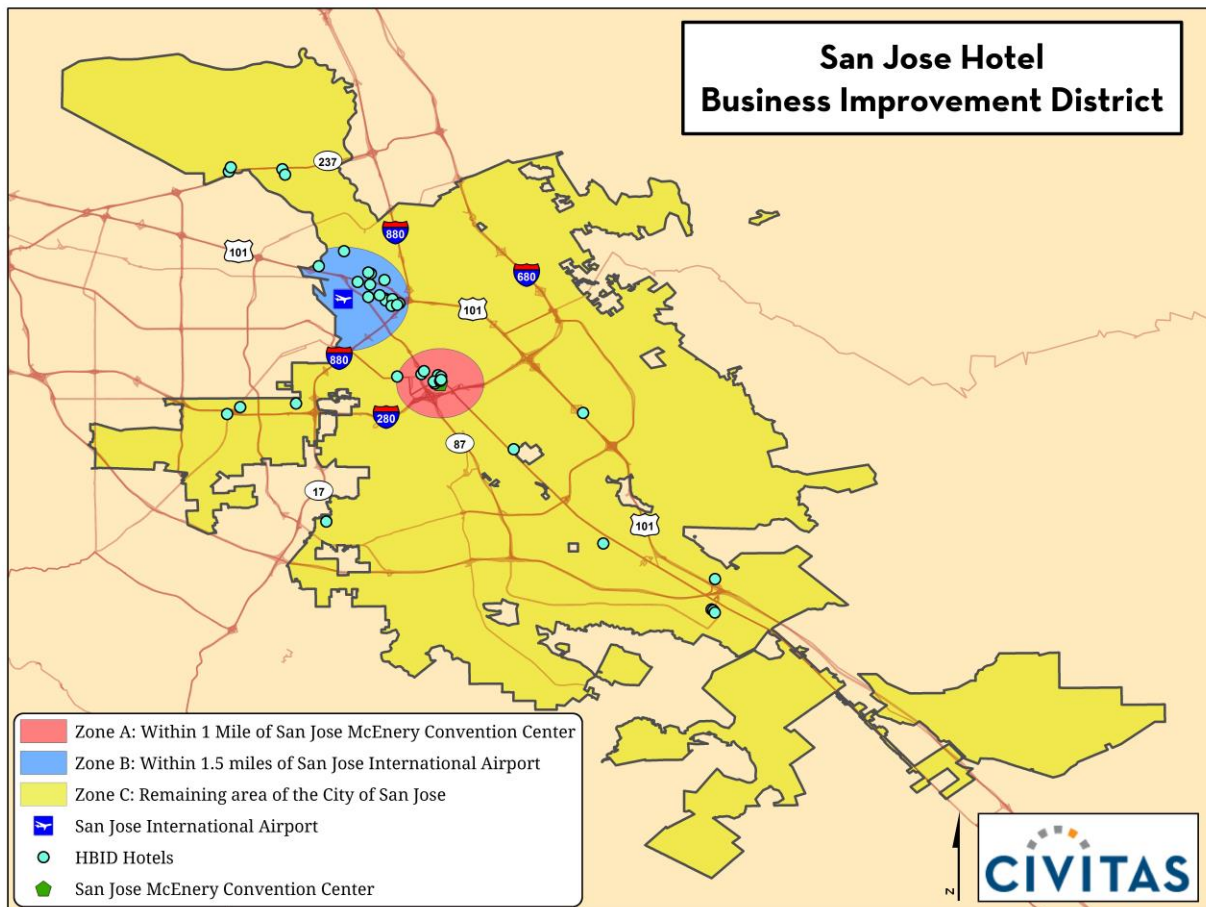 San Jose Hotel
Business Improvement District
237
880
101
680
101
880
280
87
17
101
Zone A: Within 1 Mile of San Jose McEnery Convention Center
Zone B: Within 1.5 miles of San Jose International Airport
Zone C: Remaining area of the City of San Jose
San Jose International Airport
HBID Hotels
San Jose McEnery Convention Center
N
CIVITAS